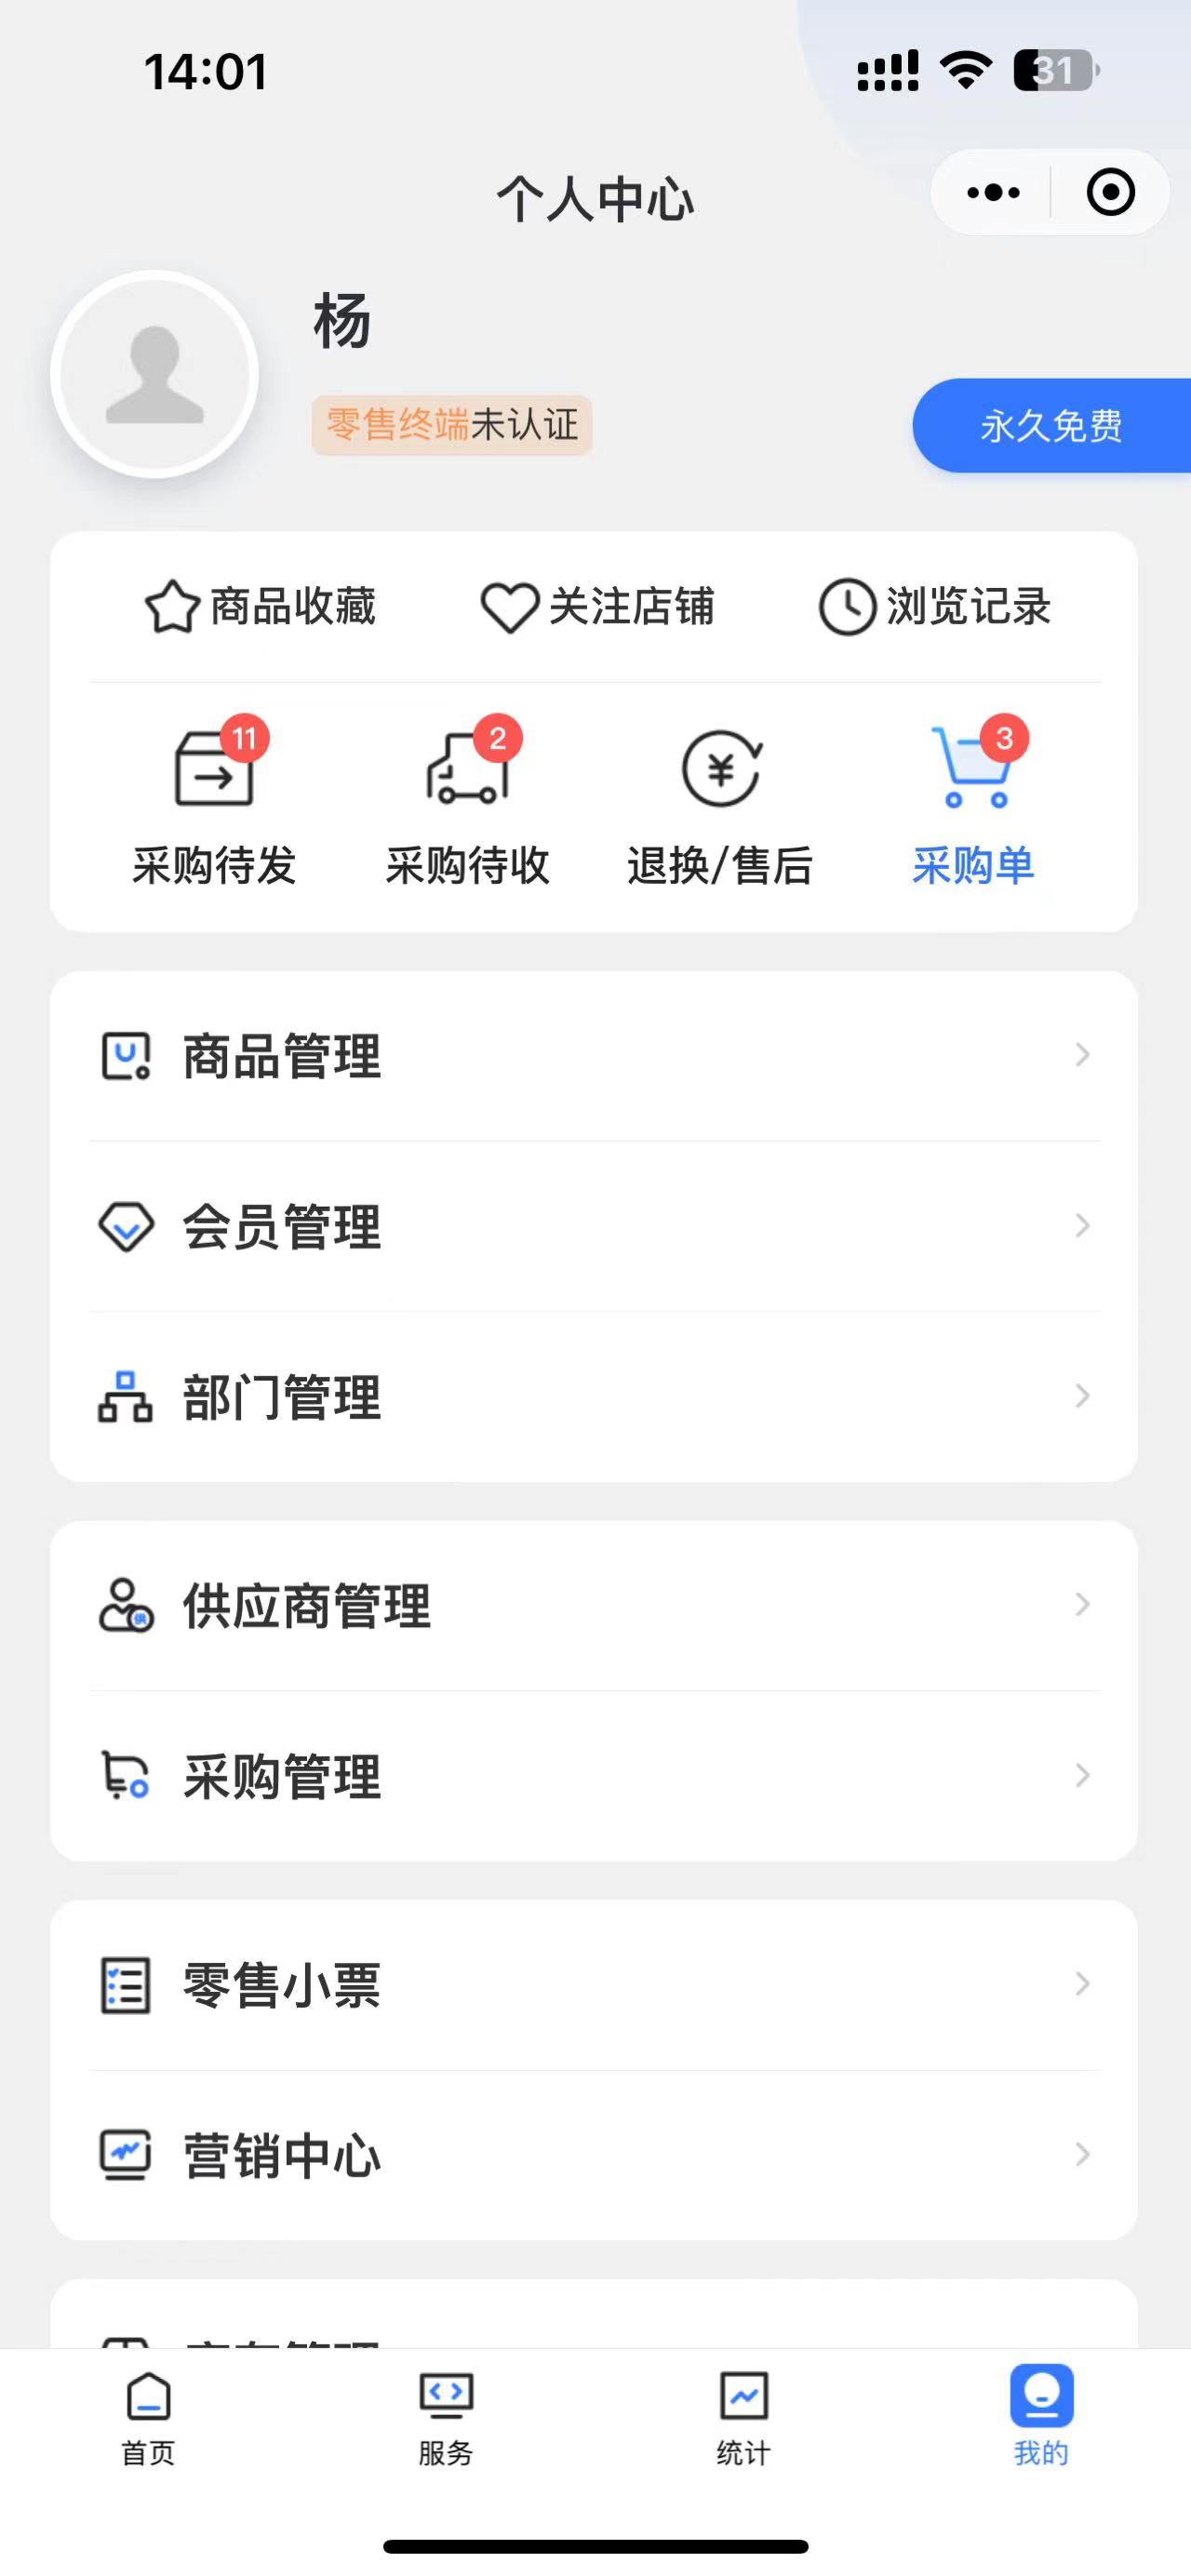 14:01
31
个人中心
杨
零售终端未认证
永久免费
商品收藏 关注店铺 浏览记录
11 2 3
采购待发 采购待收 退换/售后 采购单
商品管理
会员管理
部门管理
供应商管理
采购管理
零售小票
营销中心
首页 服务 统计 我的